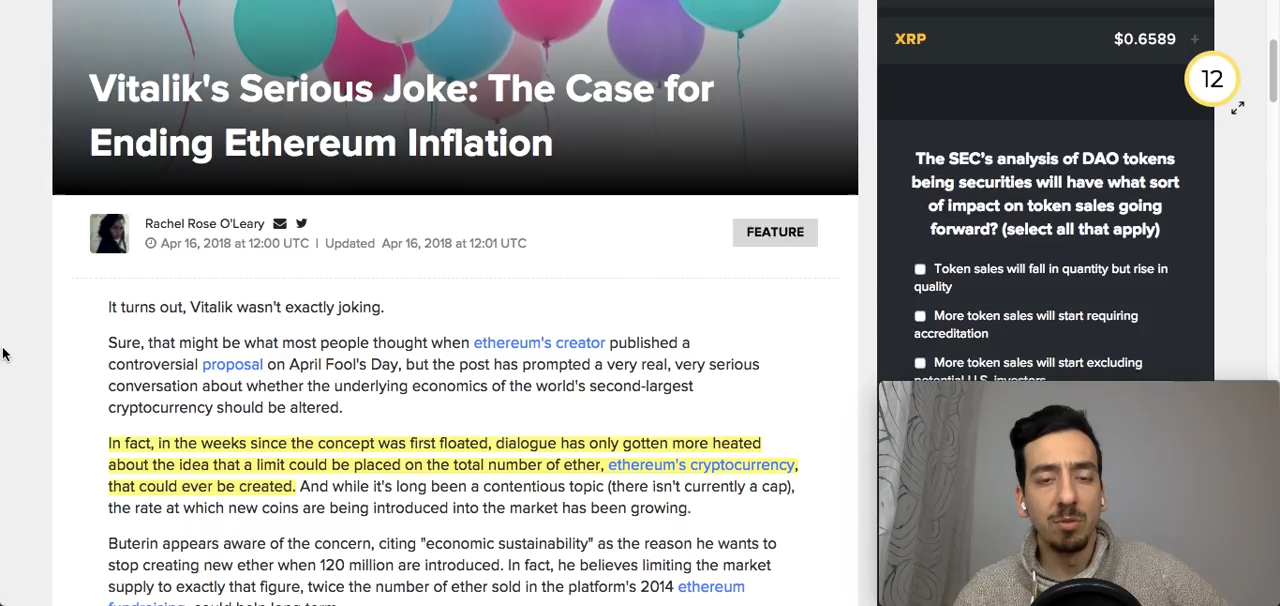 Vitalik's Serious Joke: The Case for
Ending Ethereum Inflation
Rachel Rose O'Leary
Apr 16, 2018 at 12:00 UTC | Updated Apr 16, 2018 at 12:01 UTC
FEATURE
It turns out, Vitalik wasn't exactly joking.
Sure, that might be what most people thought when ethereum's creator published a
controversial proposal on April Fool's Day, but the post has prompted a very real, very serious
conversation about whether the underlying economics of the world's second-largest
cryptocurrency should be altered.
In fact, in the weeks since the concept was first floated, dialogue has only gotten more heated
about the idea that a limit could be placed on the total number of ether, ethereum's cryptocurrency,
that could ever be created. And while it's long been a contentious topic (there isn't currently a cap),
the rate at which new coins are being introduced into the market has been growing.
Buterin appears aware of the concern, citing "economic sustainability" as the reason he wants to
stop creating new ether when 120 million are introduced. In fact, he believes limiting the market
supply to exactly that figure, twice the number of ether sold in the platform's 2014 ethereum
fundraising, could help long term.
XRP
$0.6589 +
12
The SEC's analysis of DAO tokens
being securities will have what sort
of impact on token sales going
forward? (select all that apply)
Token sales will fall in quantity but rise in
quality
More token sales will start requiring
accreditation
More token sales will start excluding
potential U.S. investors